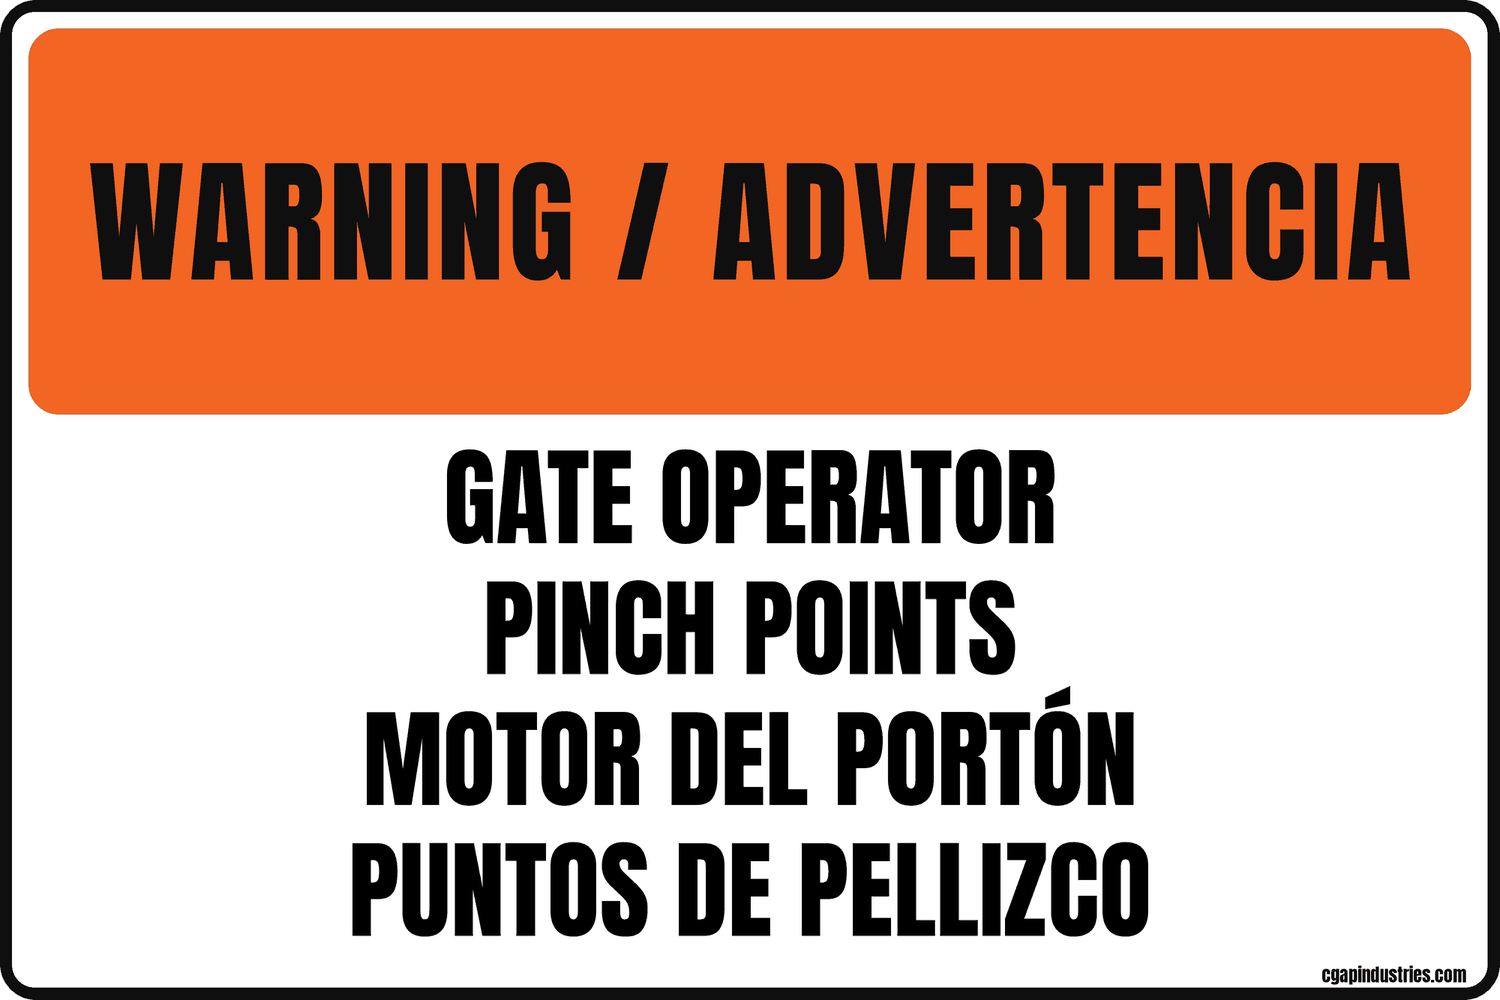 WARNING / ADVERTENCIA
GATE OPERATOR
PINCH POINTS
MOTOR DEL PORTÓN
PUNTOS DE PELLIZCO
cgapindustries.com